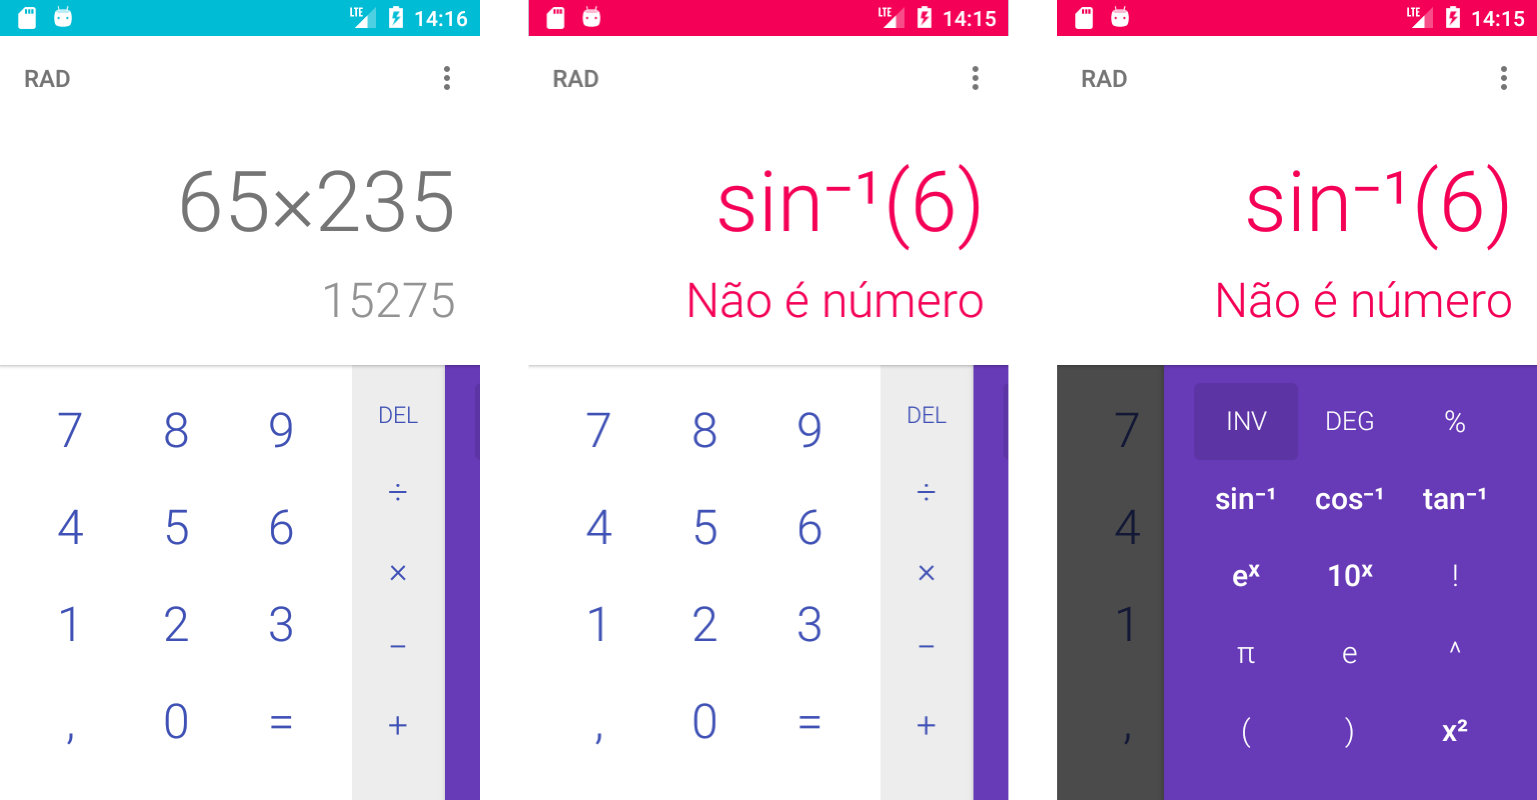 LTE 14:16
RAD
65×235
15275
7 8 9 DEL
÷
4 5 6
×
1 2 3
−
, 0 =
+
LTE 14:15
RAD
sin⁻¹(6)
Não é número
7 8 9 DEL
÷
4 5 6
×
1 2 3
−
, 0 =
+
LTE 14:15
RAD
sin⁻¹(6)
Não é número
7 INV DEG %
sin⁻¹ cos⁻¹ tan⁻¹
4
eˣ 10ˣ !
1
π e ^
, ( ) x²